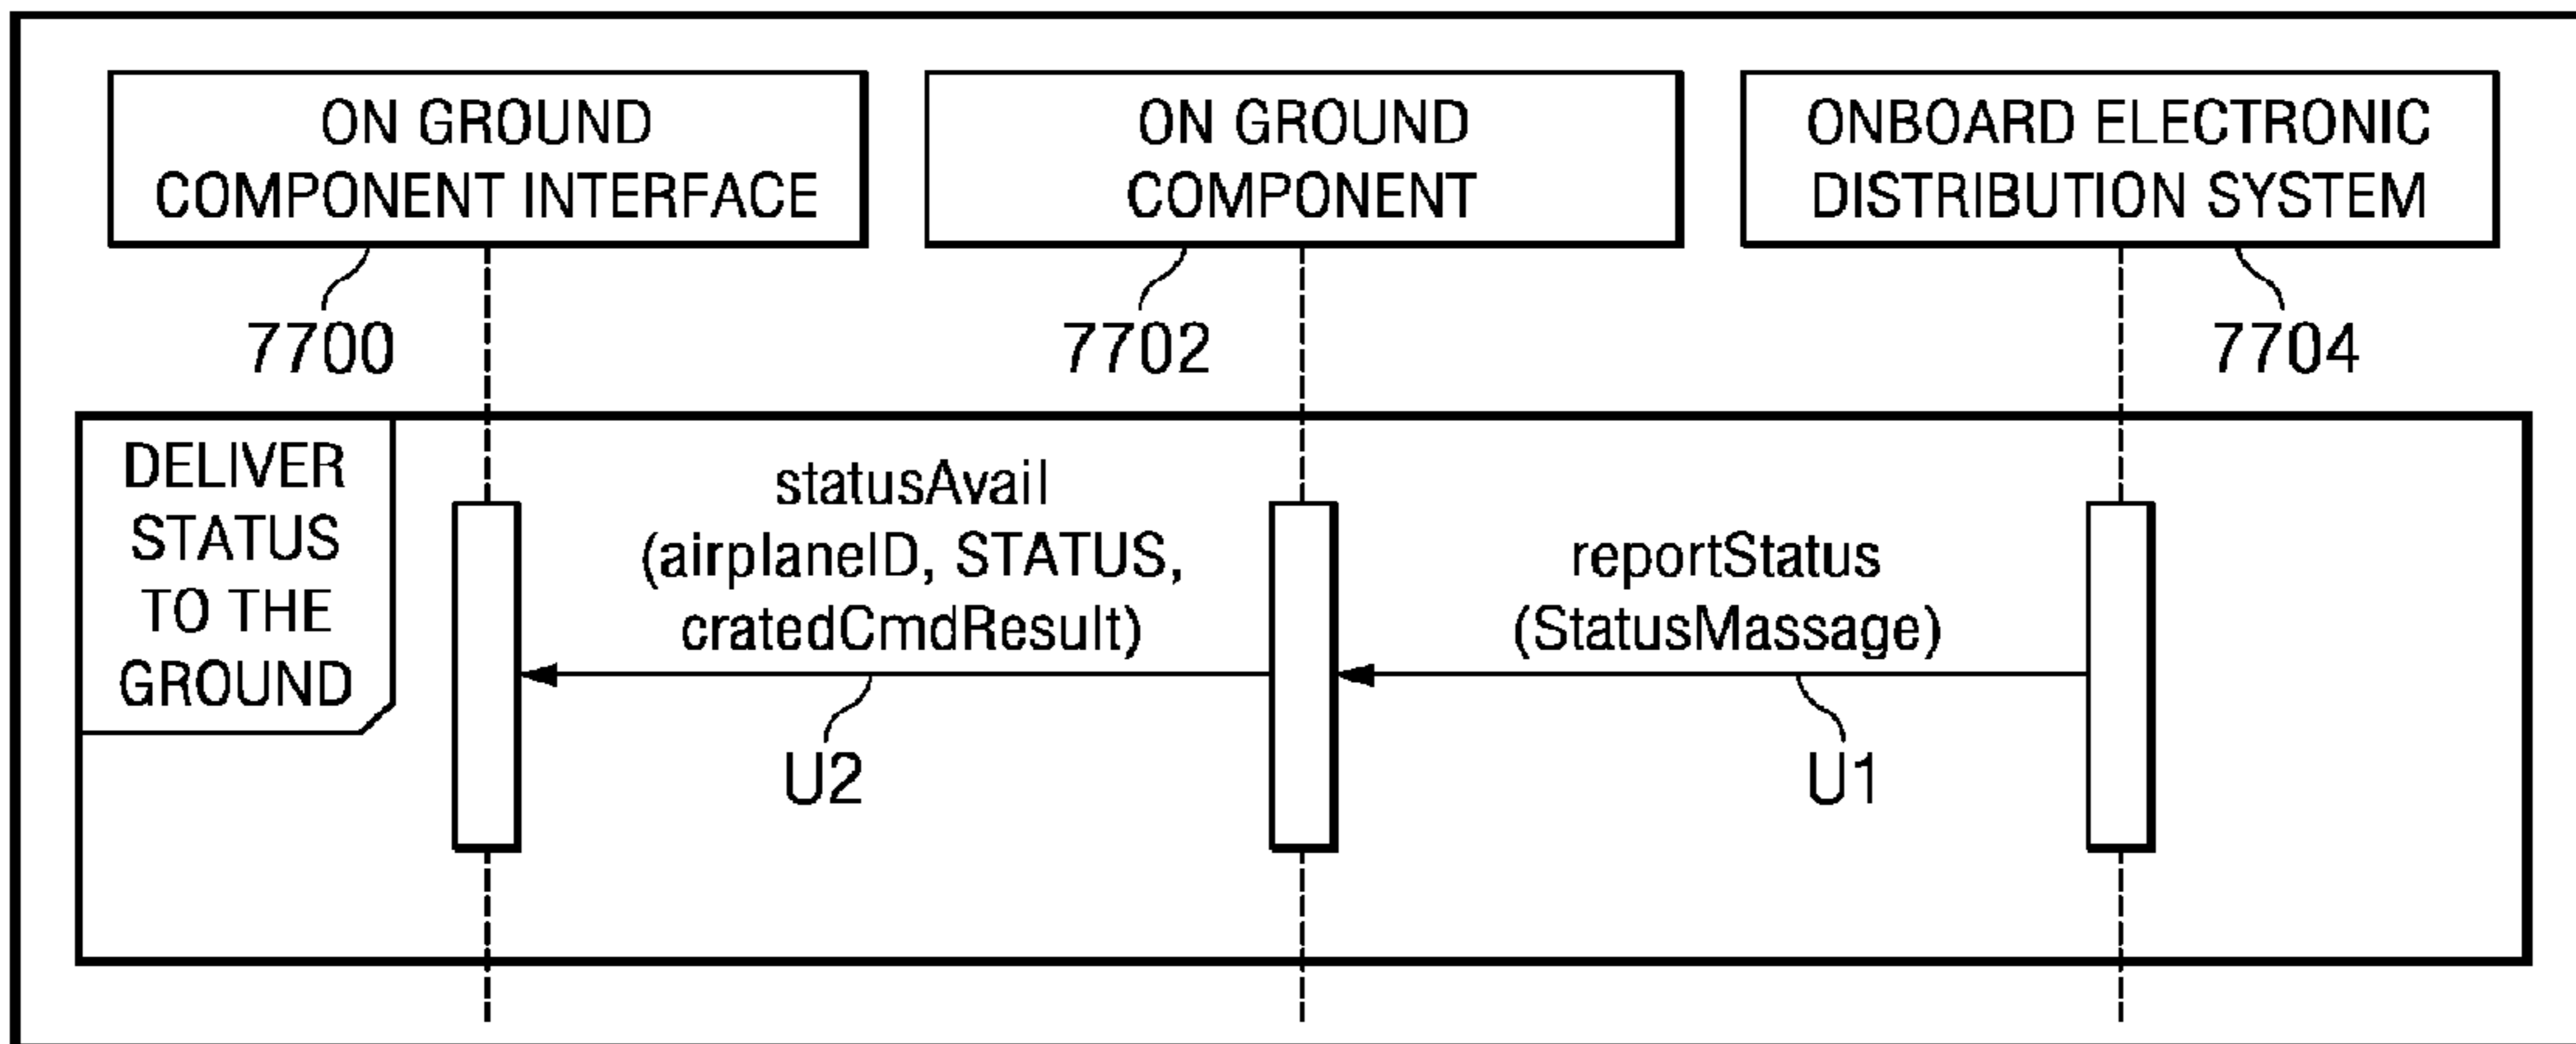 ON GROUND
COMPONENT INTERFACE
ON GROUND
COMPONENT
ONBOARD ELECTRONIC
DISTRIBUTION SYSTEM
7700
7702
7704
DELIVER
STATUS
TO THE
GROUND
statusAvail
(airplaneID, STATUS,
cratedCmdResult)
reportStatus
(StatusMassage)
U2
U1